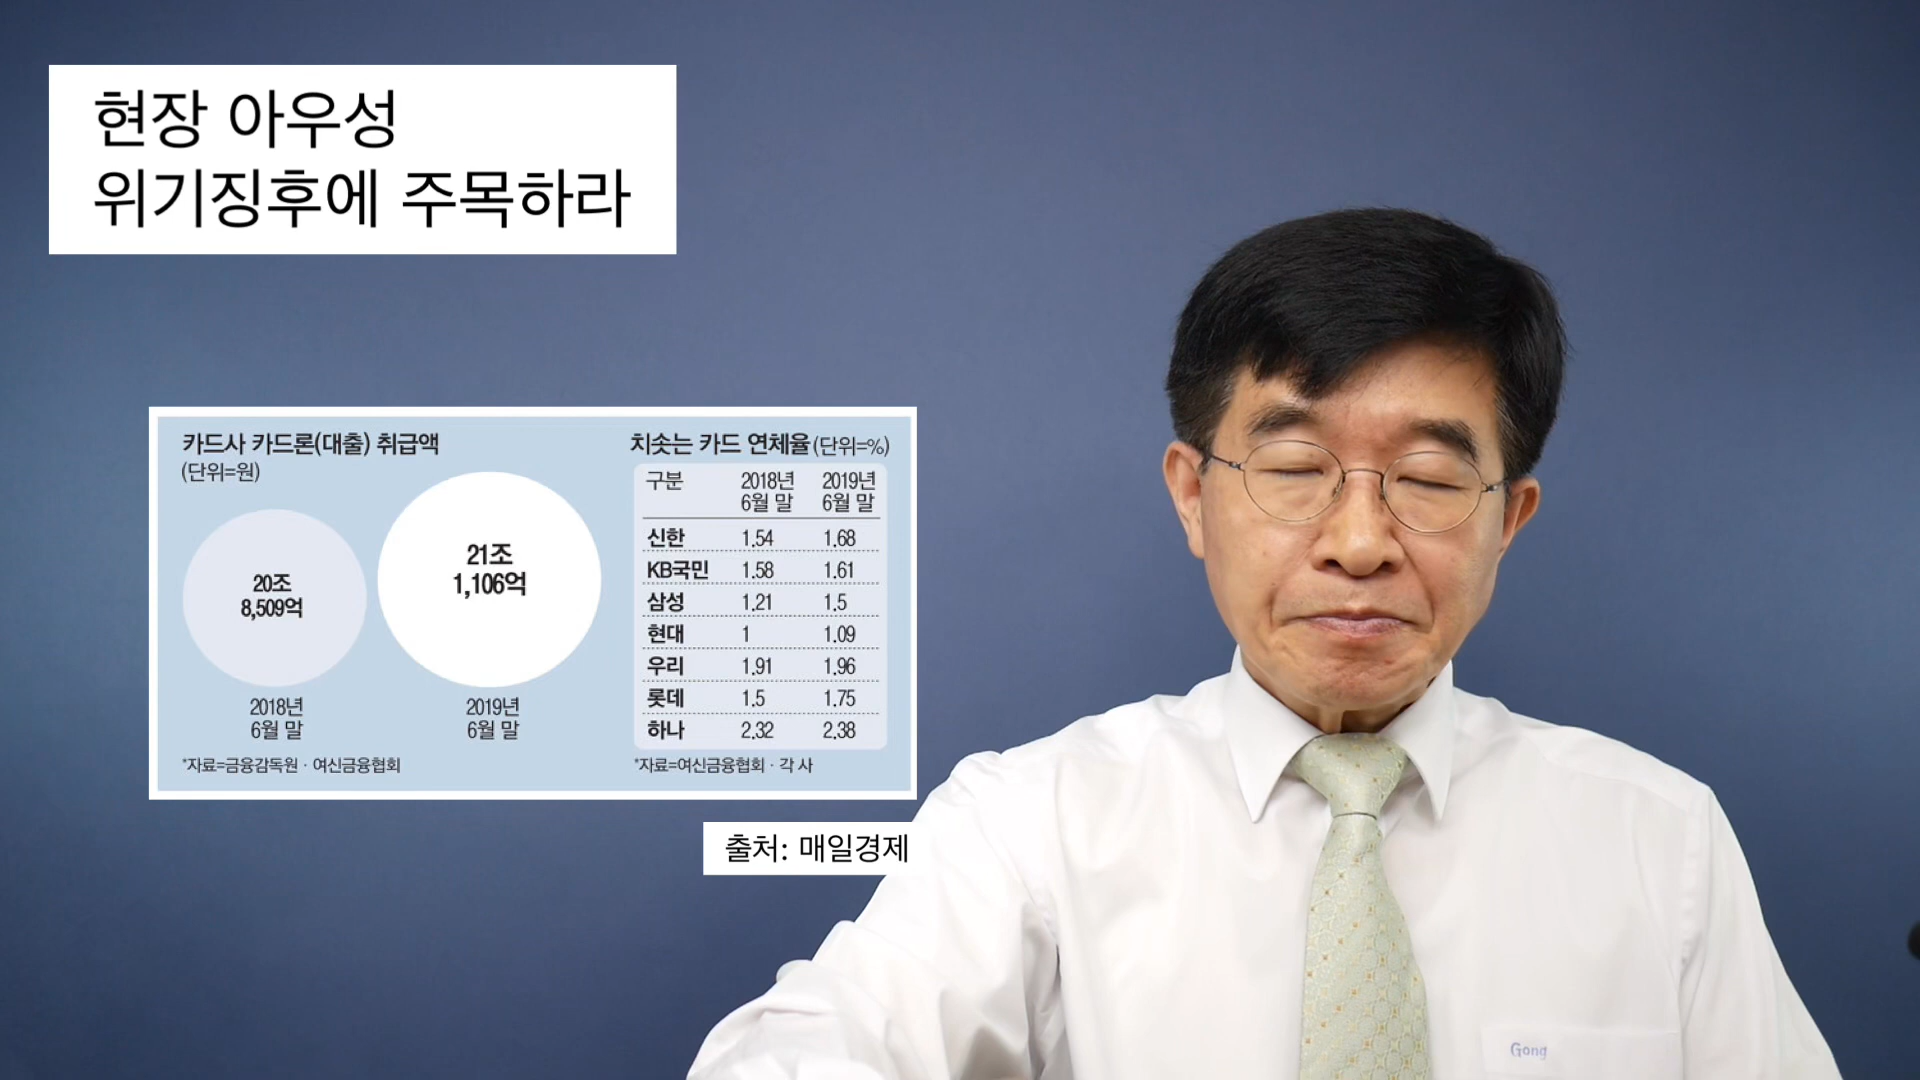 현장 아우성
위기징후에 주목하라
카드사 카드론(대출) 취급액
(단위=원)
20조
8,509억
2018년
6월 말
21조
1,106억
2019년
6월 말
*자료=금융감독원 · 여신금융협회
치솟는 카드 연체율 (단위=%)
구분 2018년 6월 말 2019년 6월 말
신한 1.54 1.68
KB국민 1.58 1.61
삼성 1.21 1.5
현대 1 1.09
우리 1.91 1.96
롯데 1.5 1.75
하나 2.32 2.38
*자료=여신금융협회 · 각 사
출처: 매일경제
Gong